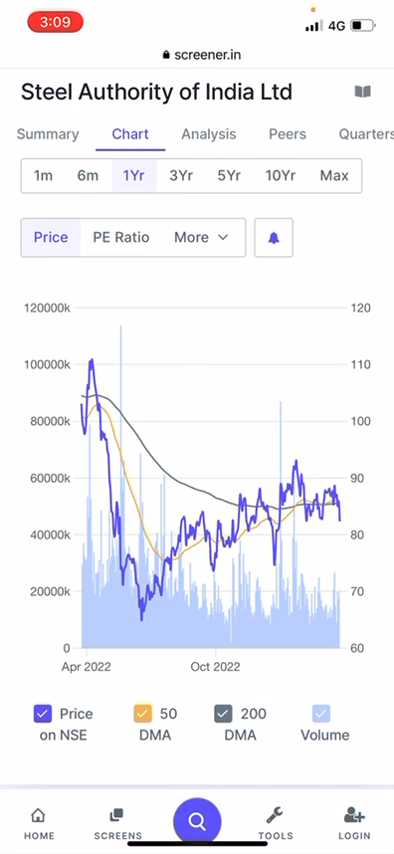 3:09
4G
screener.in
Steel Authority of India Ltd
Summary Chart Analysis Peers Quarters
1m 6m 1Yr 3Yr 5Yr 10Yr Max
Price PE Ratio More
120000k 120
100000k 110
80000k 100
60000k 90
40000k 80
20000k 70
0 60
Apr 2022 Oct 2022
Price on NSE
50 DMA
200 DMA
Volume
HOME SCREENS TOOLS LOGIN